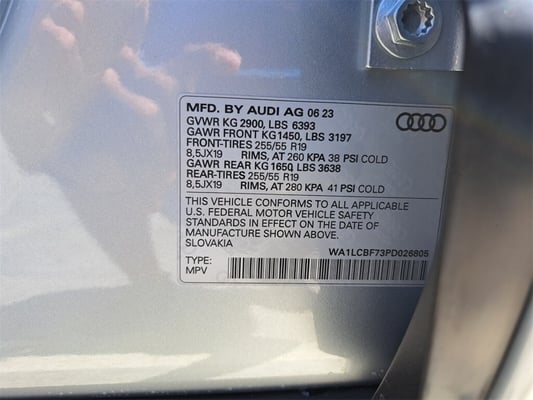 MFD. BY AUDI AG 06 23
GVWR KG 2900, LBS 6393
GAWR FRONT KG 1450, LBS 3197
FRONT-TIRES 255/55 R19
8,5JX19 RIMS, AT 260 KPA 38 PSI COLD
GAWR REAR KG 1650, LBS 3638
REAR-TIRES 255/55 R19
8,5JX19 RIMS, AT 280 KPA 41 PSI COLD
THIS VEHICLE CONFORMS TO ALL APPLICABLE
U.S. FEDERAL MOTOR VEHICLE SAFETY
STANDARDS IN EFFECT ON THE DATE OF
MANUFACTURE SHOWN ABOVE.
SLOVAKIA
WA1LCBF73PD026805
TYPE:
MPV